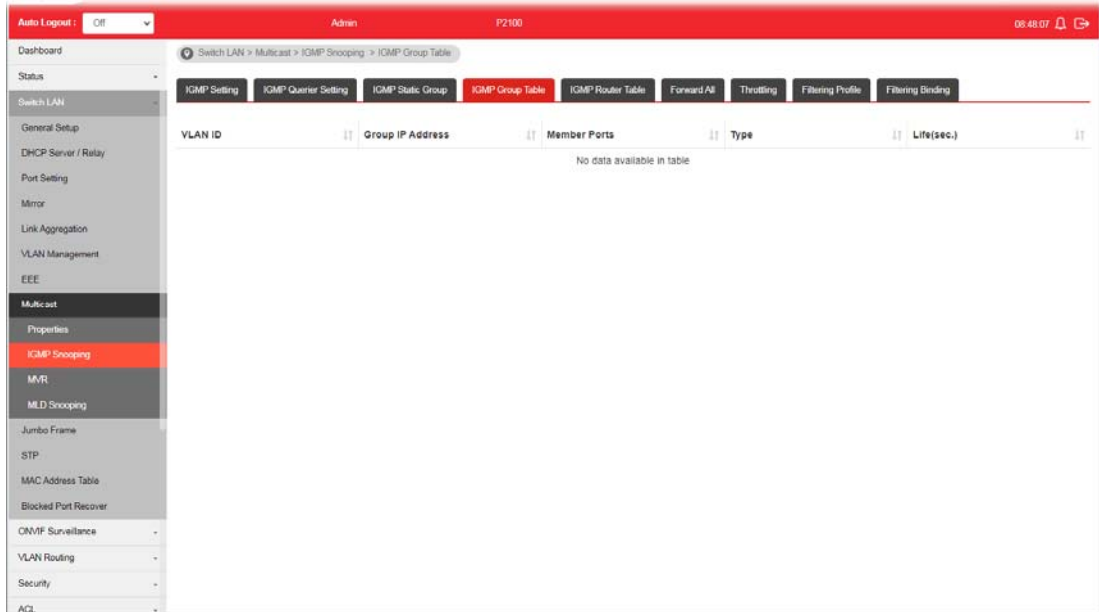 Auto Logout : Off Admin P2100 08:48:07
Dashboard
Status
Switch LAN
General Setup
DHCP Server / Relay
Port Setting
Mirror
Link Aggregation
VLAN Management
EEE
Multicast
Properties
IGMP Snooping
MVR
MLD Snooping
Jumbo Frame
STP
MAC Address Table
Blocked Port Recover
ONVIF Surveillance
VLAN Routing
Security
ACL
Switch LAN > Multicast > IGMP Snooping > IGMP Group Table
IGMP Setting IGMP Querier Setting IGMP Static Group IGMP Group Table IGMP Router Table Forward All Throttling Filtering Profile Filtering Binding
VLAN ID Group IP Address Member Ports Type Life(sec.)
No data available in table